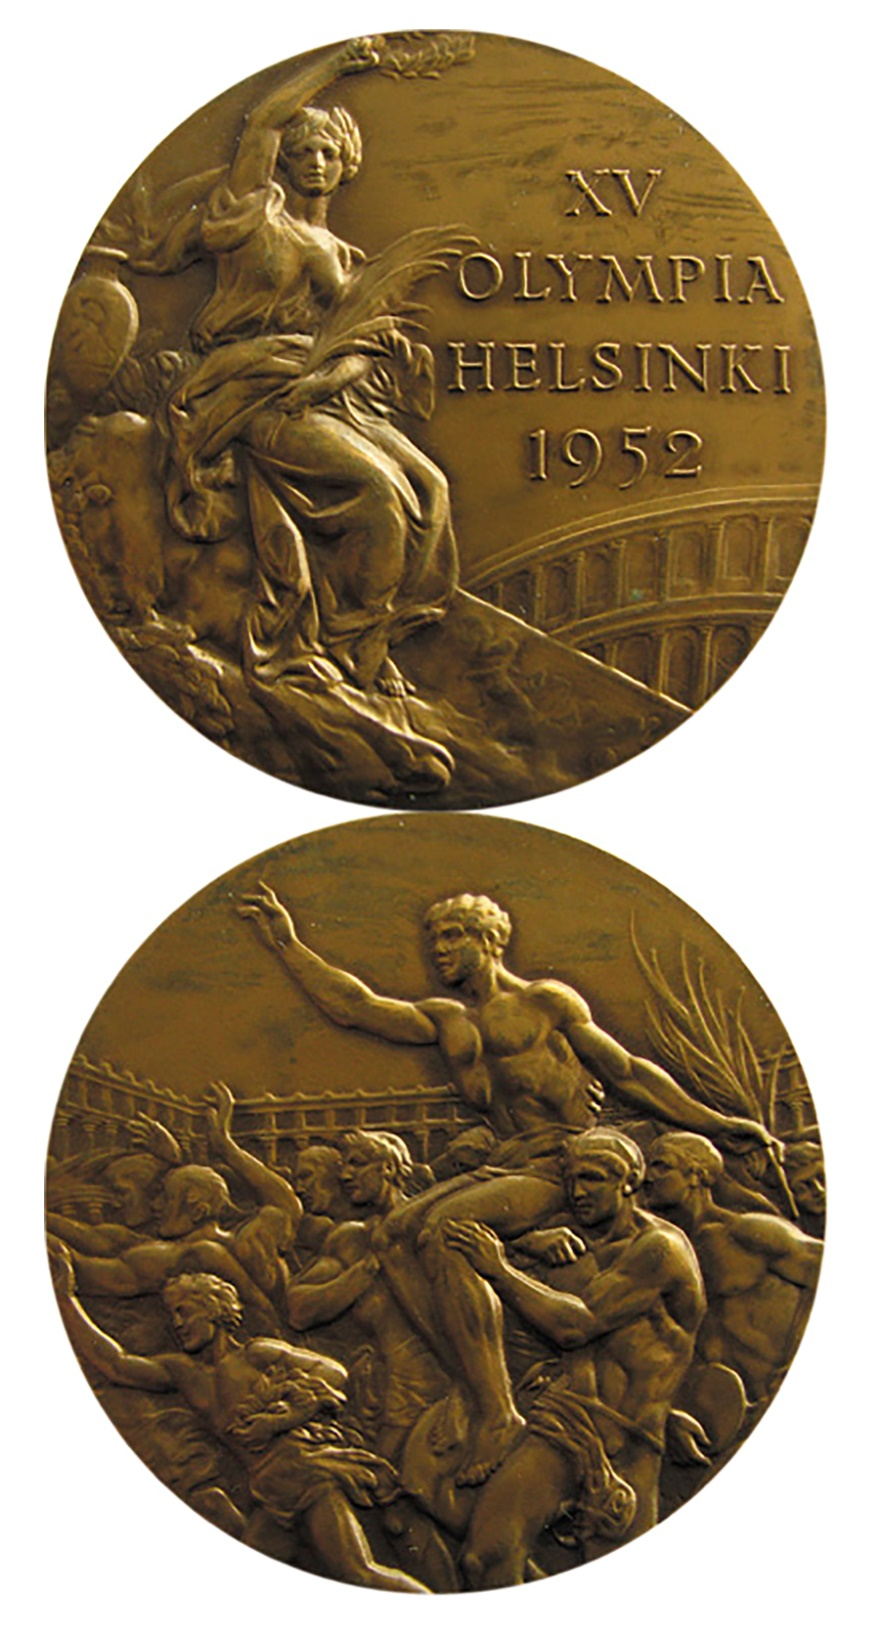 XV
OLYMPIA
HELSINKI
1952